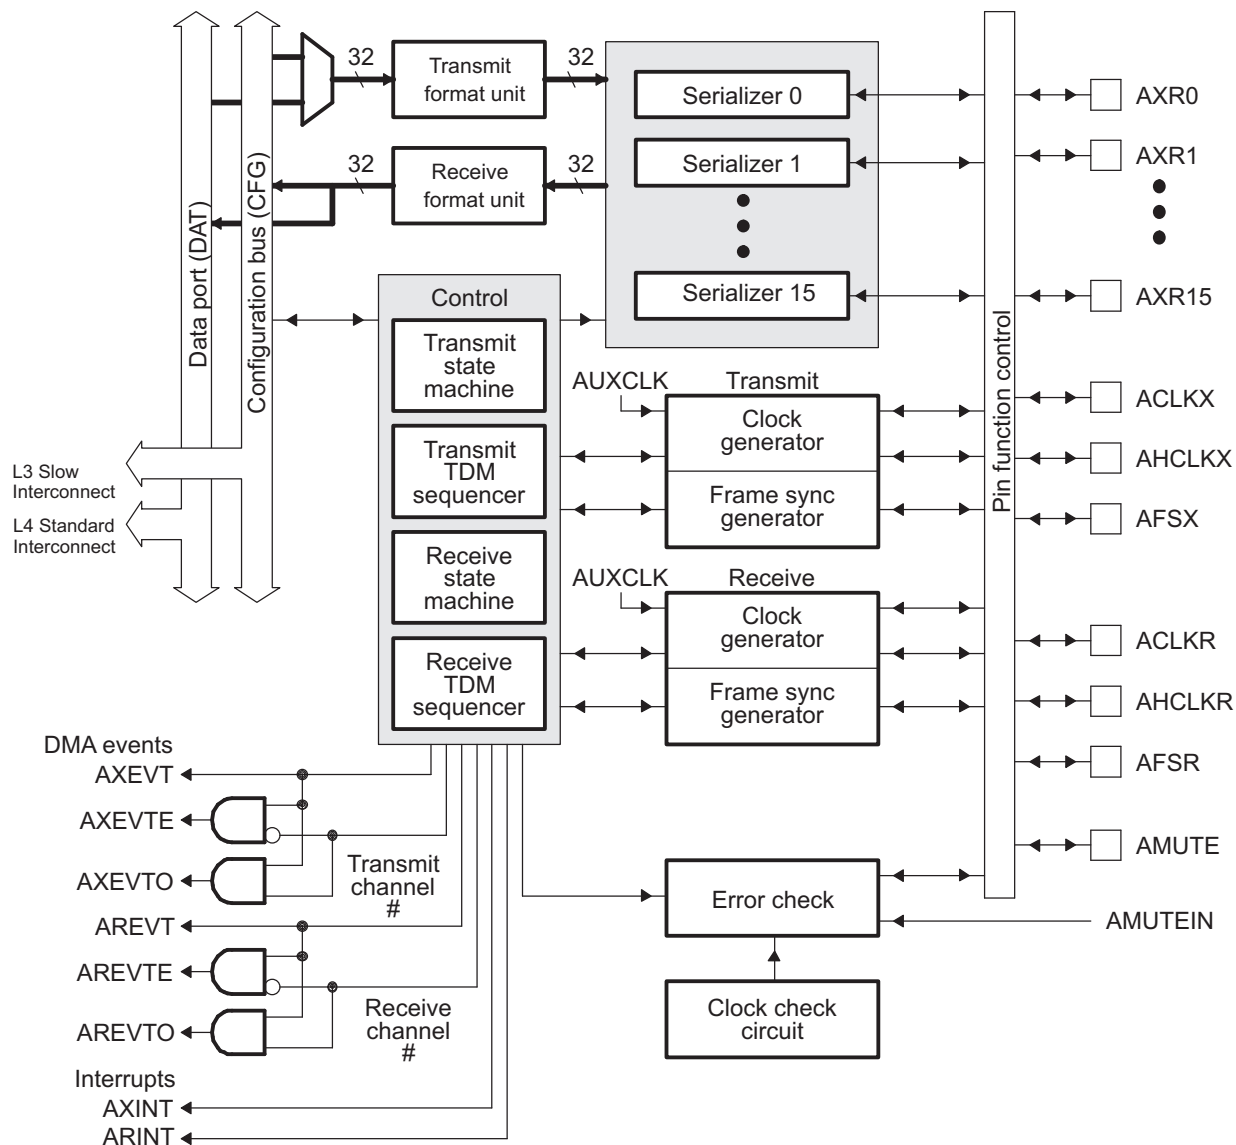 32
Transmit
format unit
32
Serializer 0
AXR0
32
Receive
format unit
32
Serializer 1
AXR1
Data port (DAT)
Configuration bus (CFG)
Serializer 15
AXR15
Control
Transmit
state
machine
Transmit
TDM
sequencer
Receive
state
machine
Receive
TDM
sequencer
AUXCLK
Transmit
Clock
generator
Frame sync
generator
AUXCLK
Receive
Clock
generator
Frame sync
generator
Pin function control
ACLKX
AHCLKX
AFSX
ACLKR
AHCLKR
AFSR
AMUTE
AMUTEIN
L3 Slow
Interconnect
L4 Standard
Interconnect
DMA events
AXEVT
AXEVTE
AXEVTO
Transmit
channel
#
AREVT
AREVTE
AREVTO
Receive
channel
#
Interrupts
AXINT
ARINT
Error check
Clock check
circuit